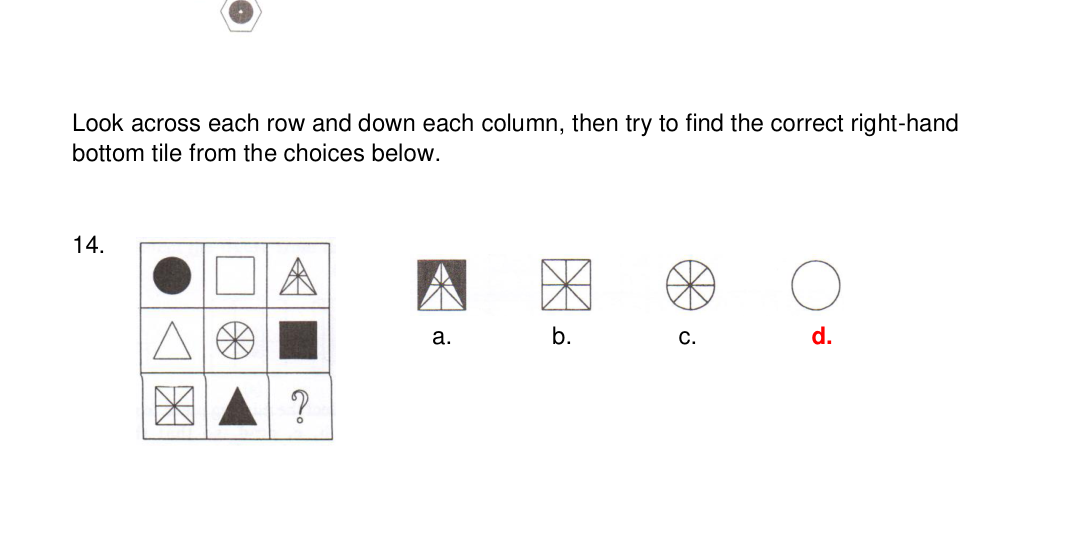 Look across each row and down each column, then try to find the correct right-hand
bottom tile from the choices below.
14.
?
a. b. c. d.